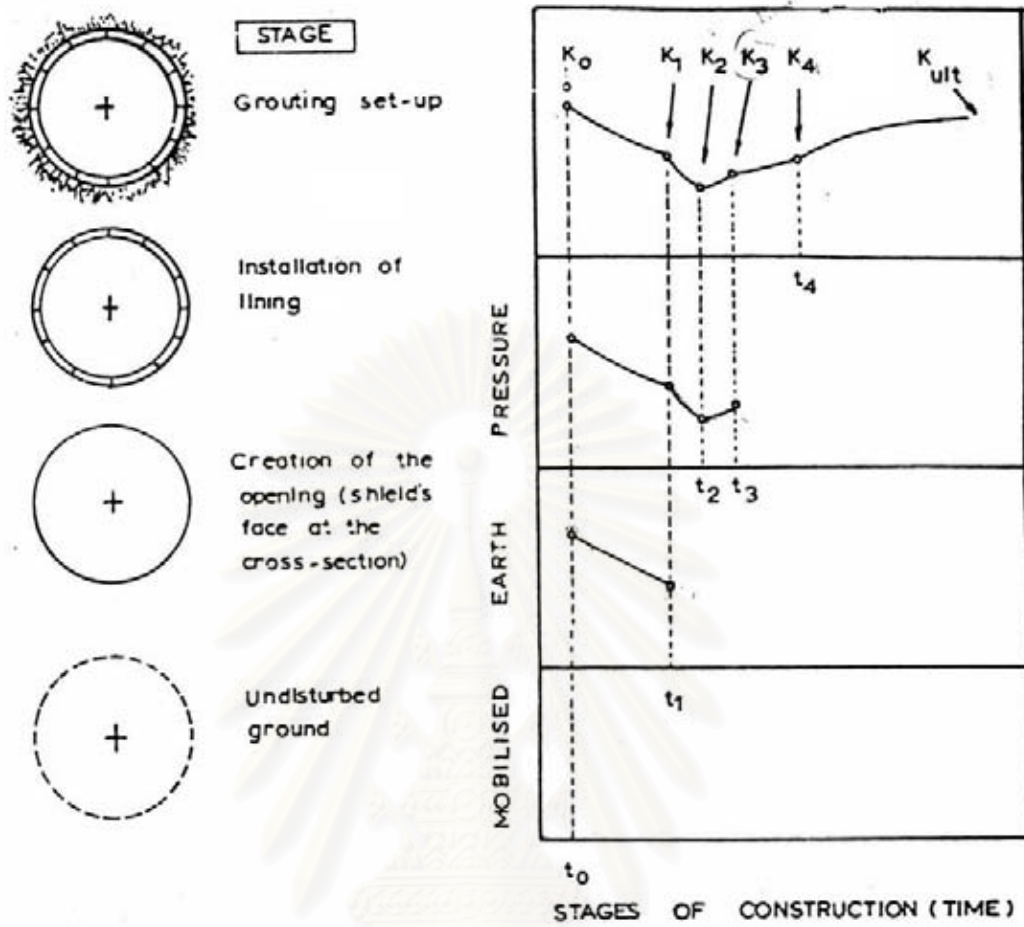 STAGE
Grouting set-up
Installation of
lining
Creation of the
opening (shield's
face at the
cross-section)
Undisturbed
ground
MOBILISED EARTH PRESSURE
K0
K1
K2
K3
K4
Kult
t4
t2
t3
t1
t0
STAGES OF CONSTRUCTION (TIME)